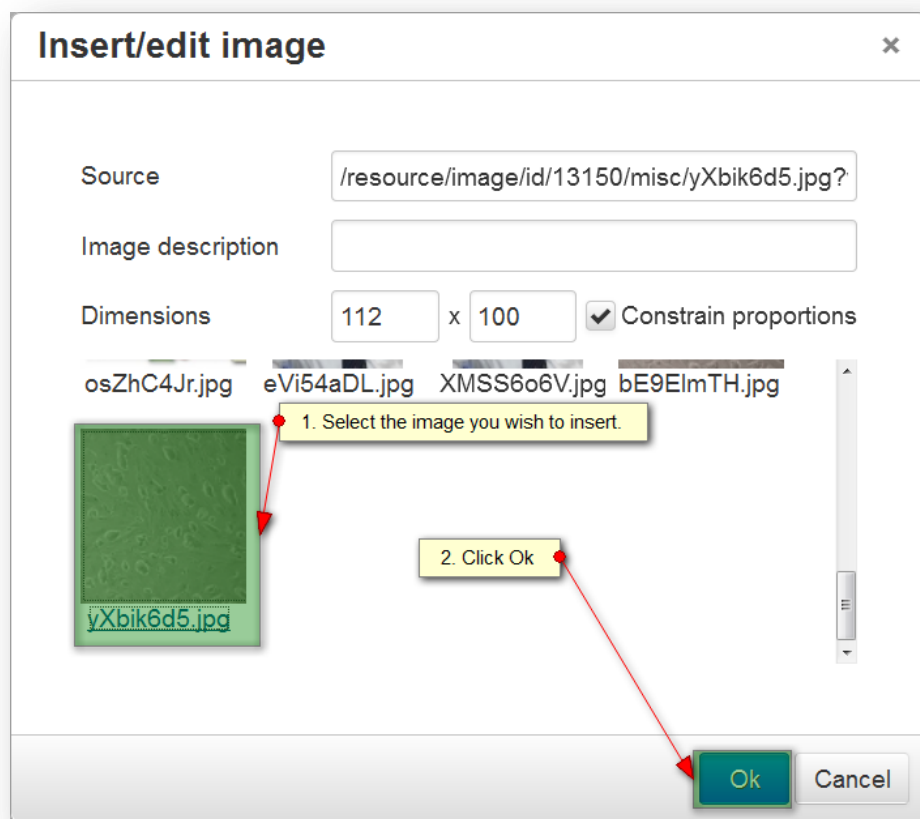 Insert/edit image ×
Source /resource/image/id/13150/misc/yXbik6d5.jpg?
Image description
Dimensions 112 x 100 Constrain proportions
osZhC4Jr.jpg eVi54aDL.jpg XMSS6o6V.jpg bE9ElmTH.jpg
1. Select the image you wish to insert.
2. Click Ok
yXbik6d5.jpg
Ok Cancel